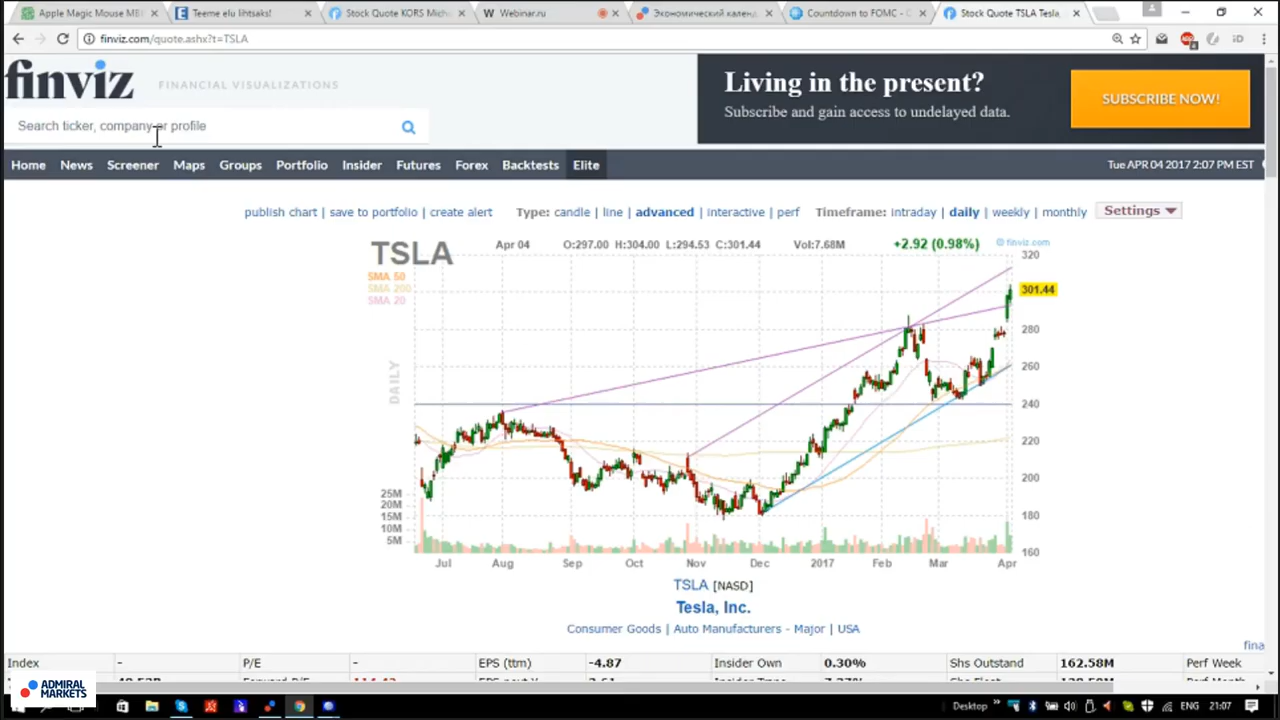 Apple Magic Mouse MB
Teeme elu lihtsaks!
Stock Quote KORS Mich
Webinar.ru
Экономический календ
Countdown to FOMC - C
Stock Quote TSLA Tesla,
finviz.com/quote.ashx?t=TSLA
finviz FINANCIAL VISUALIZATIONS
Living in the present?
Subscribe and gain access to undelayed data.
SUBSCRIBE NOW!
Search ticker, company or profile
Home News Screener Maps Groups Portfolio Insider Futures Forex Backtests Elite
Tue APR 04 2017 2:07 PM EST
publish chart | save to portfolio | create alert Type: candle | line | advanced | interactive | perf Timeframe: intraday | daily | weekly | monthly Settings
TSLA Apr 04 O:297.00 H:304.00 L:294.53 C:301.44 Vol:7.68M +2.92 (0.98%) © finviz.com
SMA 50
SMA 200
SMA 20
320
301.44
280
260
240
220
200
180
160
DAILY
25M
20M
15M
10M
5M
Jul Aug Sep Oct Nov Dec 2017 Feb Mar Apr
TSLA [NASD]
Tesla, Inc.
Consumer Goods | Auto Manufacturers - Major | USA
fina
Index - P/E - EPS (ttm) -4.87 Insider Own 0.30% Shs Outstand 162.58M Perf Week
ADMIRAL
MARKETS
Desktop
ENG 21:07